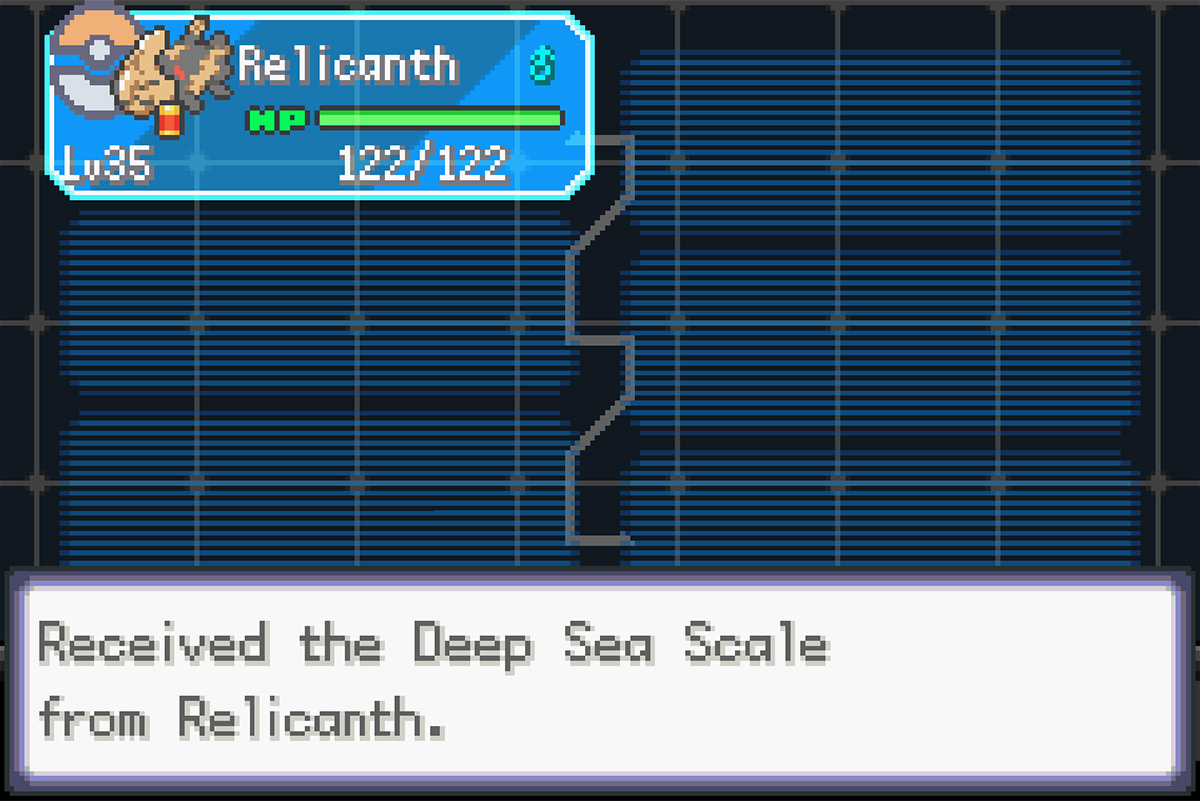 Relicanth ♂
HP
Lv35 122/122
Received the Deep Sea Scale
from Relicanth.